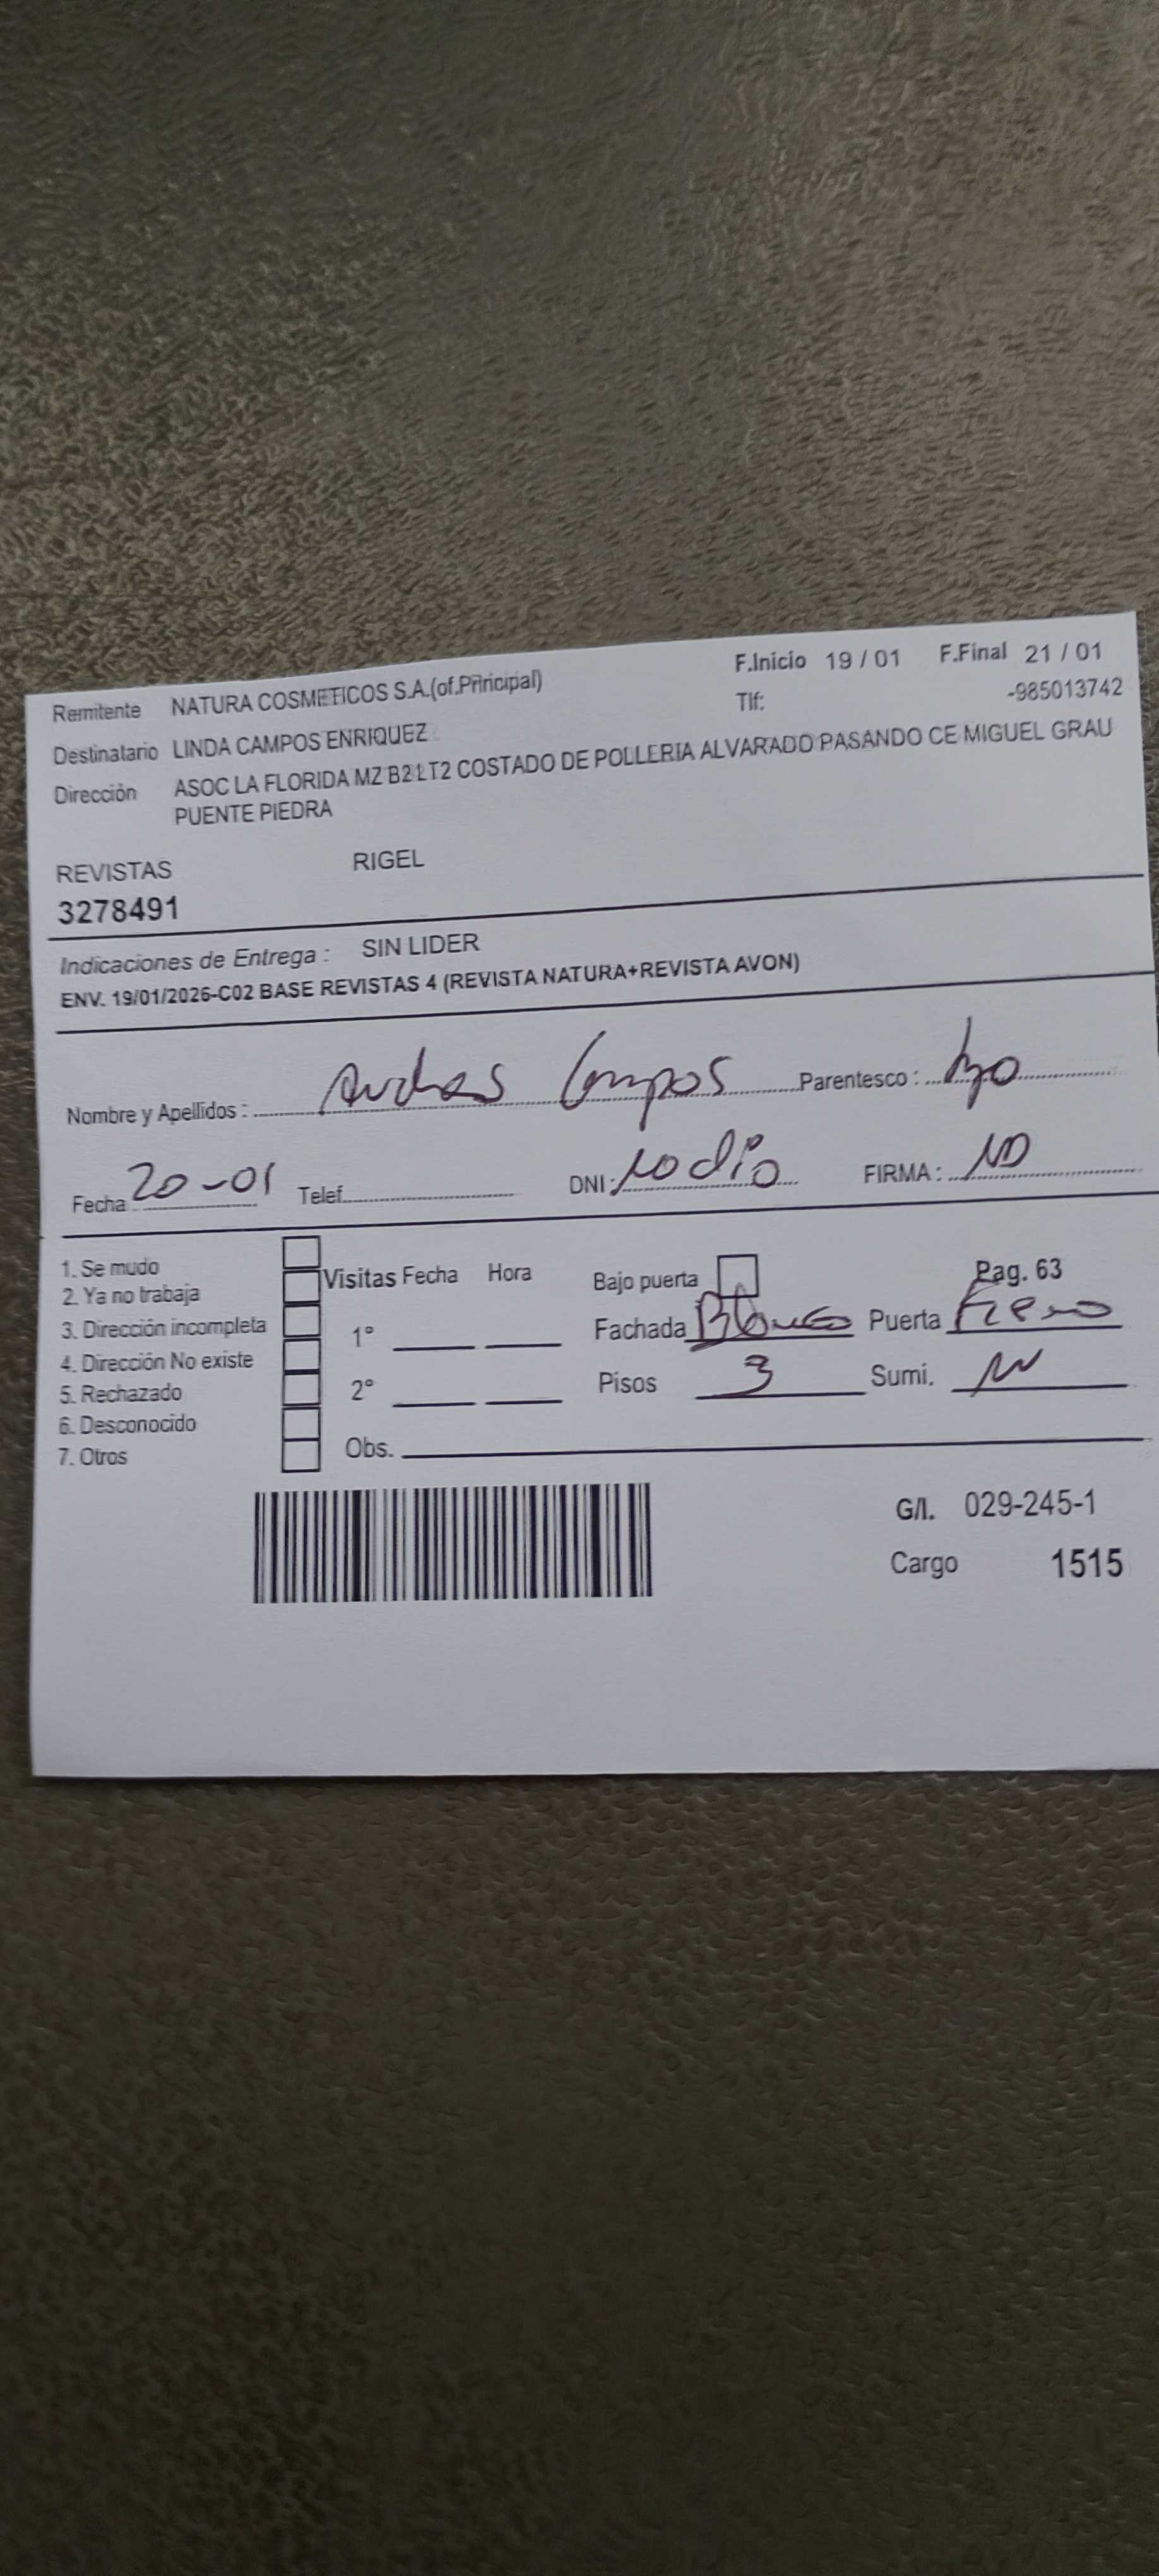 F.Inicio 19 / 01 F.Final 21 / 01
Remitente NATURA COSMETICOS S.A.(of.Principal)
Tlf: -985013742
Destinatario LINDA CAMPOS ENRIQUEZ
Dirección ASOC LA FLORIDA MZ B2 LT2 COSTADO DE POLLERIA ALVARADO PASANDO CE MIGUEL GRAU
PUENTE PIEDRA
REVISTAS RIGEL
3278491
Indicaciones de Entrega : SIN LIDER
ENV. 19/01/2026-C02 BASE REVISTAS 4 (REVISTA NATURA+REVISTA AVON)
Nombre y Apellidos : Campos Parentesco :
Fecha 20-01 Telef. DNI: no dio FIRMA : ND
1. Se mudo
2. Ya no trabaja
3. Dirección incompleta
4. Dirección No existe
5. Rechazado
6. Desconocido
7. Otros
Visitas Fecha Hora
1°
2°
Obs.
Bajo puerta Pag. 63
Fachada Blanco Puerta Fierro
Pisos 3 Sumi.
G/I. 029-245-1
Cargo 1515